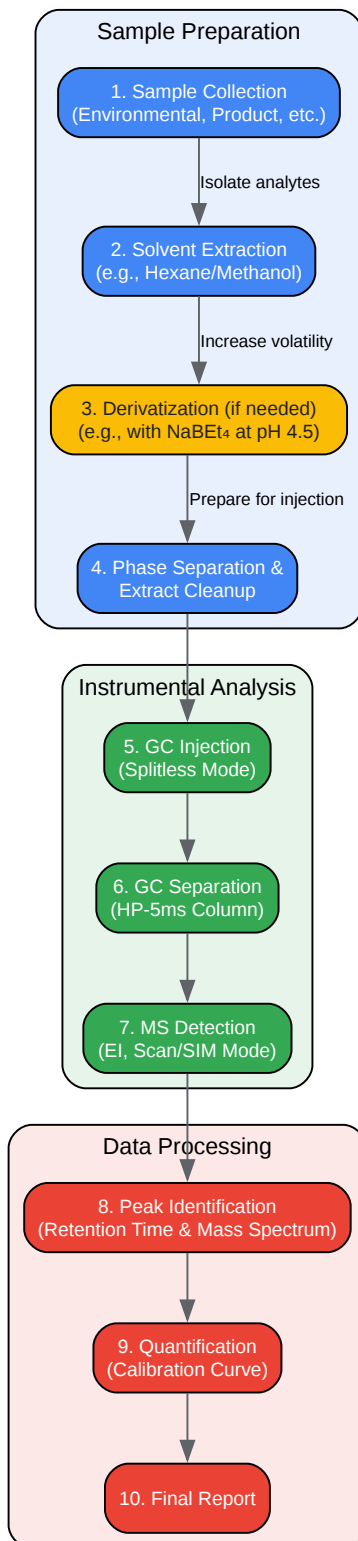 Sample Preparation
1. Sample Collection
(Environmental, Product, etc.)
Isolate analytes
2. Solvent Extraction
(e.g., Hexane/Methanol)
Increase volatility
3. Derivatization (if needed)
(e.g., with NaBEt₄ at pH 4.5)
Prepare for injection
4. Phase Separation &
Extract Cleanup
Instrumental Analysis
5. GC Injection
(Splitless Mode)
6. GC Separation
(HP-5ms Column)
7. MS Detection
(EI, Scan/SIM Mode)
Data Processing
8. Peak Identification
(Retention Time & Mass Spectrum)
9. Quantification
(Calibration Curve)
10. Final Report